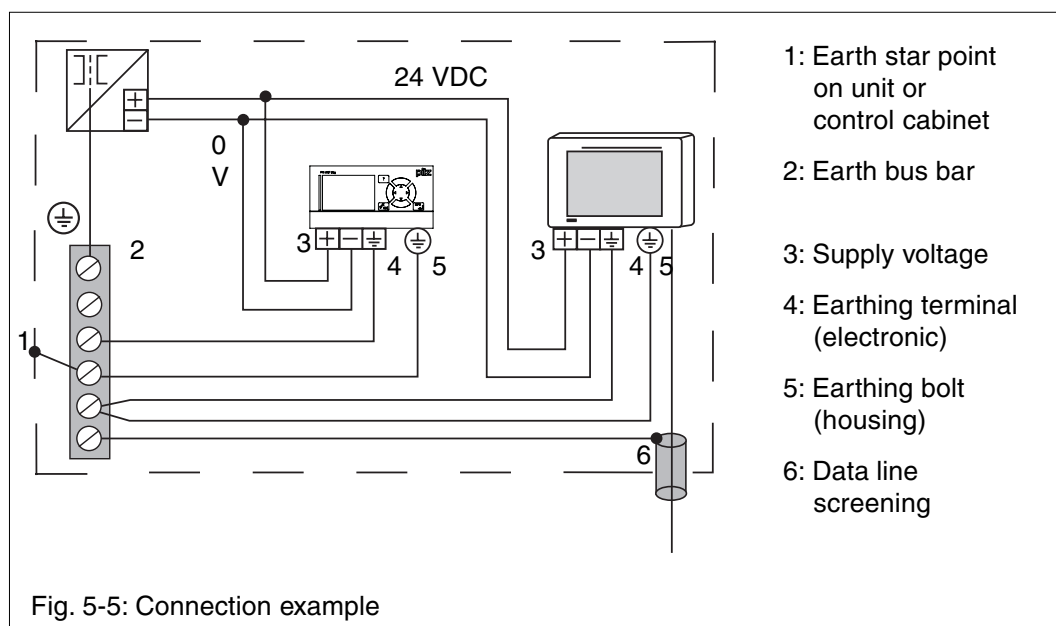 24 VDC
+
−
0
V
pilz
3
+
−
4
5
3
+
−
4
5
2
1
6
1: Earth star point
on unit or
control cabinet
2: Earth bus bar
3: Supply voltage
4: Earthing terminal
(electronic)
5: Earthing bolt
(housing)
6: Data line
screening
Fig. 5-5: Connection example